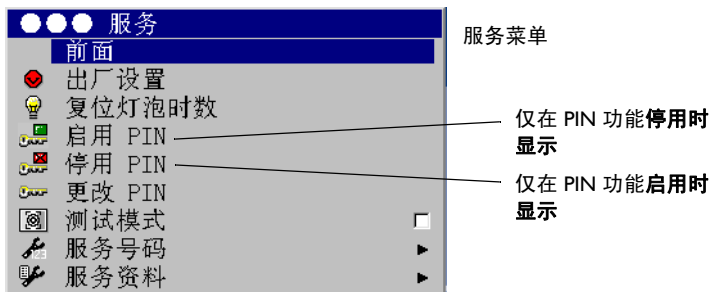 服务
前面
出厂设置
复位灯泡时数
启用 PIN
停用 PIN
更改 PIN
测试模式
服务号码
服务资料
服务菜单
仅在 PIN 功能停用时
显示
仅在 PIN 功能启用时
显示